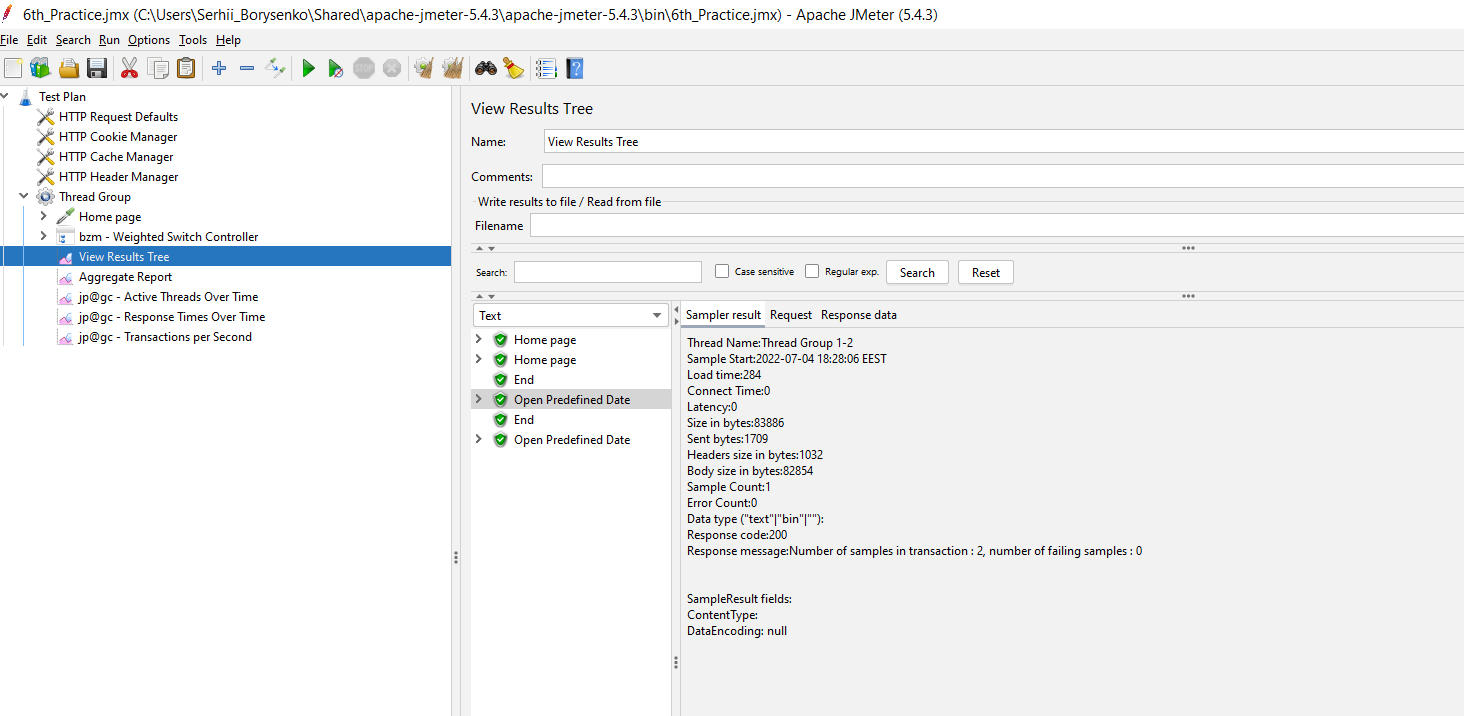 6th_Practice.jmx (C:\Users\Serhii_Borysenko\Shared\apache-jmeter-5.4.3\apache-jmeter-5.4.3\bin\6th_Practice.jmx) - Apache JMeter (5.4.3)
File Edit Search Run Options Tools Help
STOP
Test Plan
HTTP Request Defaults
HTTP Cookie Manager
HTTP Cache Manager
HTTP Header Manager
Thread Group
Home page
bzm - Weighted Switch Controller
View Results Tree
Aggregate Report
jp@gc - Active Threads Over Time
jp@gc - Response Times Over Time
jp@gc - Transactions per Second
View Results Tree
Name: View Results Tree
Comments:
Write results to file / Read from file
Filename
Search: Case sensitive Regular exp. Search Reset
Text
Home page
Home page
End
Open Predefined Date
End
Open Predefined Date
Sampler result Request Response data
Thread Name:Thread Group 1-2
Sample Start:2022-07-04 18:28:06 EEST
Load time:284
Connect Time:0
Latency:0
Size in bytes:83886
Sent bytes:1709
Headers size in bytes:1032
Body size in bytes:82854
Sample Count:1
Error Count:0
Data type ("text"|"bin"|""):
Response code:200
Response message:Number of samples in transaction : 2, number of failing samples : 0
SampleResult fields:
ContentType:
DataEncoding: null